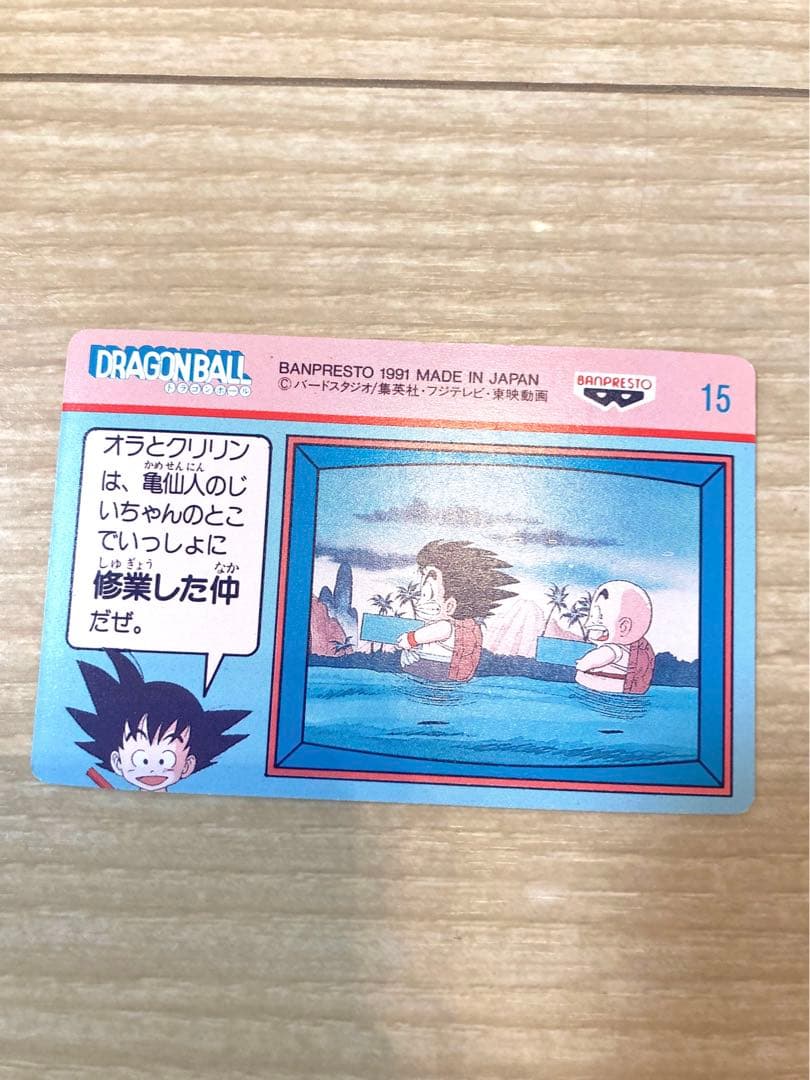 DRAGONBALL
ドラゴンボール
BANPRESTO 1991 MADE IN JAPAN
©バードスタジオ/集英社・フジテレビ・東映動画
BANPRESTO
15
オラとクリリン
かめせんにん
は、亀仙人のじ
いちゃんのとこ
でいっしょに
しゅぎょう なか
修業した仲
だぜ。